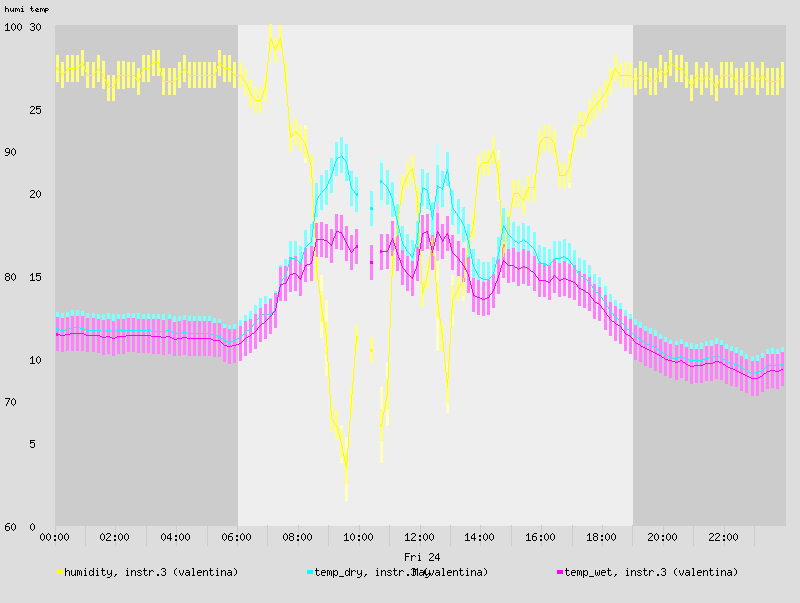 humi temp
100 30
25
90
20
80 15
10
70
5
60 0
00:00 02:00 04:00 06:00 08:00 10:00 12:00 14:00 16:00 18:00 20:00 22:00
Fri 24
May
humidity, instr.3 (valentina) temp_dry, instr.3 (valentina) temp_wet, instr.3 (valentina)